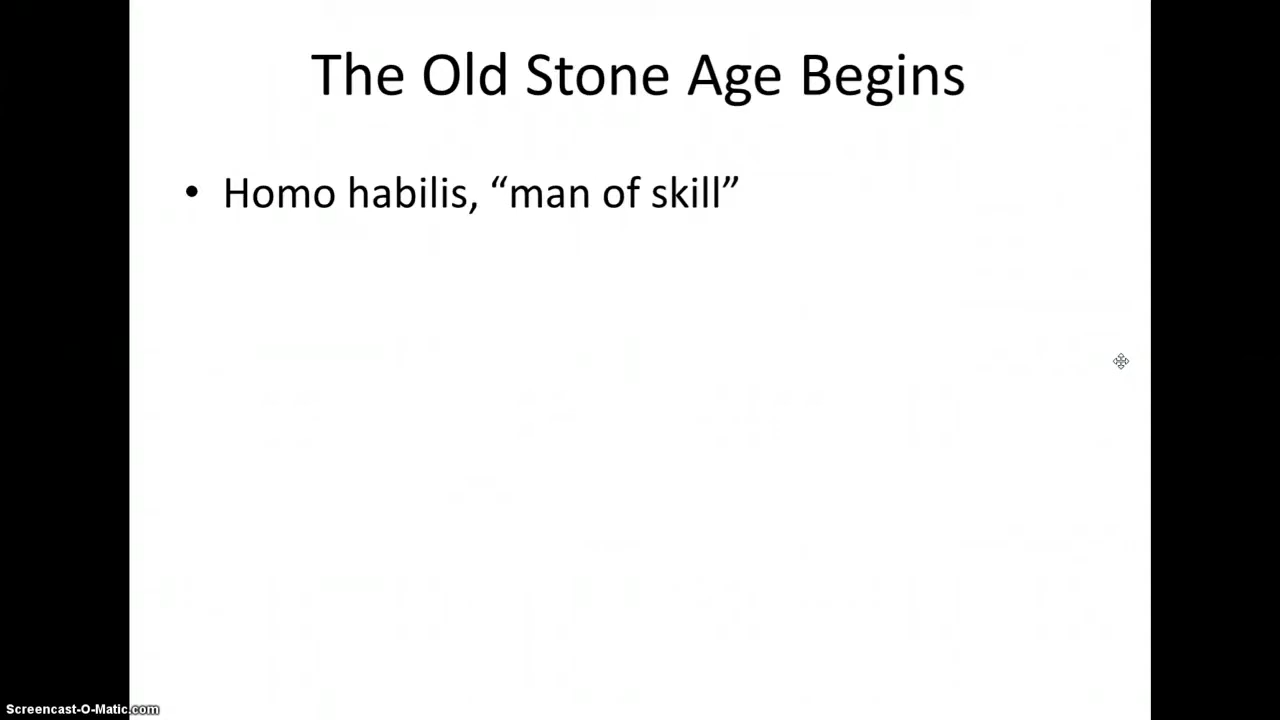 The Old Stone Age Begins
• Homo habilis, “man of skill”
Screencast-O-Matic.com